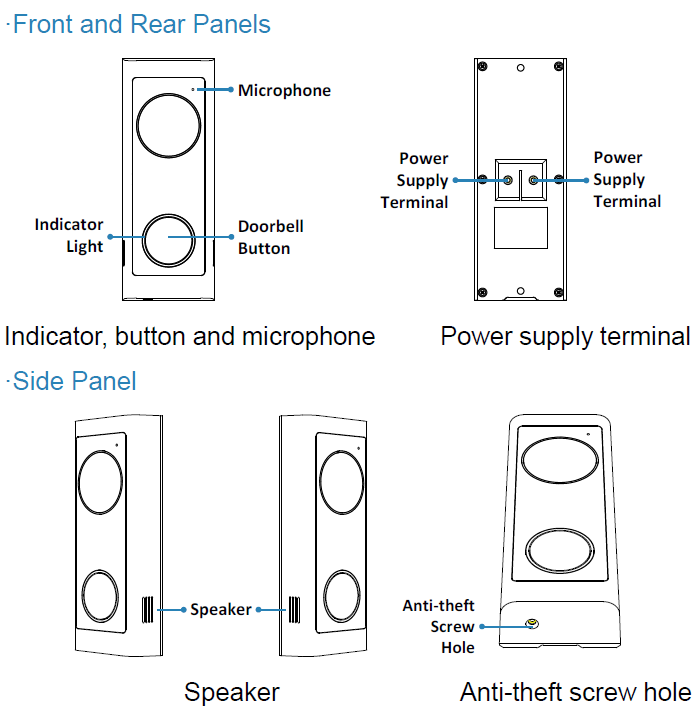 ·Front and Rear Panels
Microphone
Indicator
Light
Doorbell
Button
Power
Supply
Terminal
Power
Supply
Terminal
Indicator, button and microphone
Power supply terminal
·Side Panel
Speaker
Anti-theft
Screw
Hole
Speaker
Anti-theft screw hole